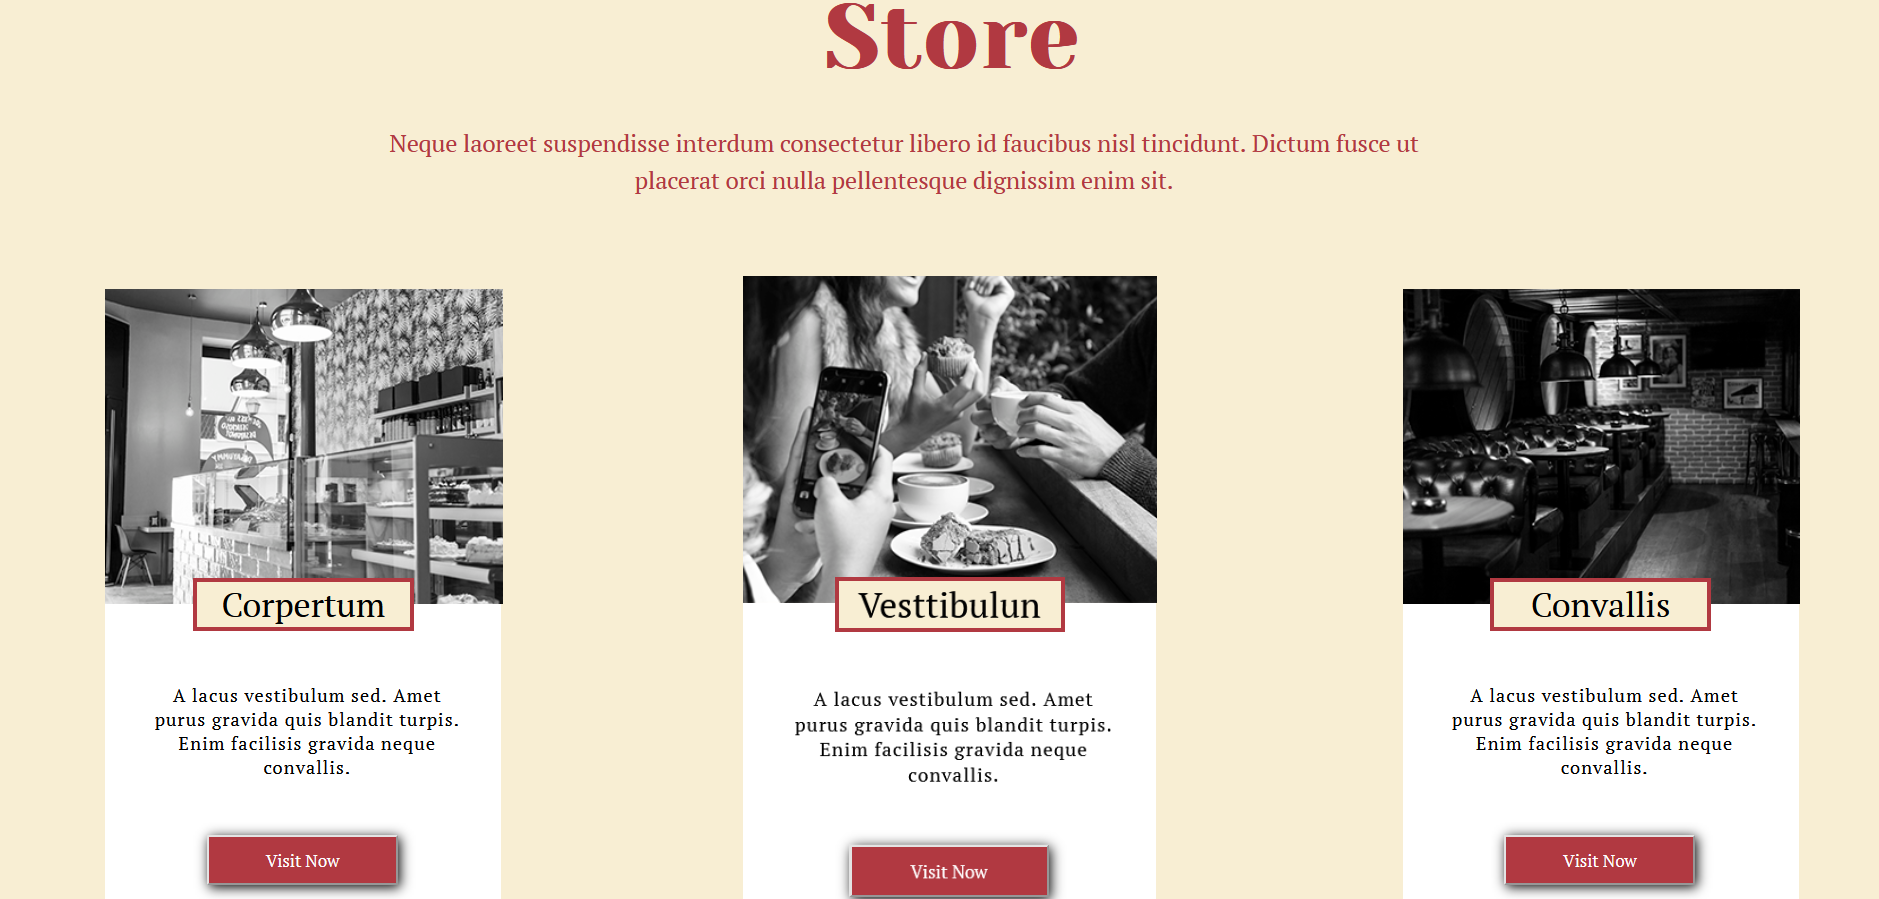 Store
Neque laoreet suspendisse interdum consectetur libero id faucibus nisl tincidunt. Dictum fusce ut
placerat orci nulla pellentesque dignissim enim sit.
Corpertum
A lacus vestibulum sed. Amet
purus gravida quis blandit turpis.
Enim facilisis gravida neque
convallis.
Visit Now
Vesttibulun
A lacus vestibulum sed. Amet
purus gravida quis blandit turpis.
Enim facilisis gravida neque
convallis.
Visit Now
Convallis
A lacus vestibulum sed. Amet
purus gravida quis blandit turpis.
Enim facilisis gravida neque
convallis.
Visit Now